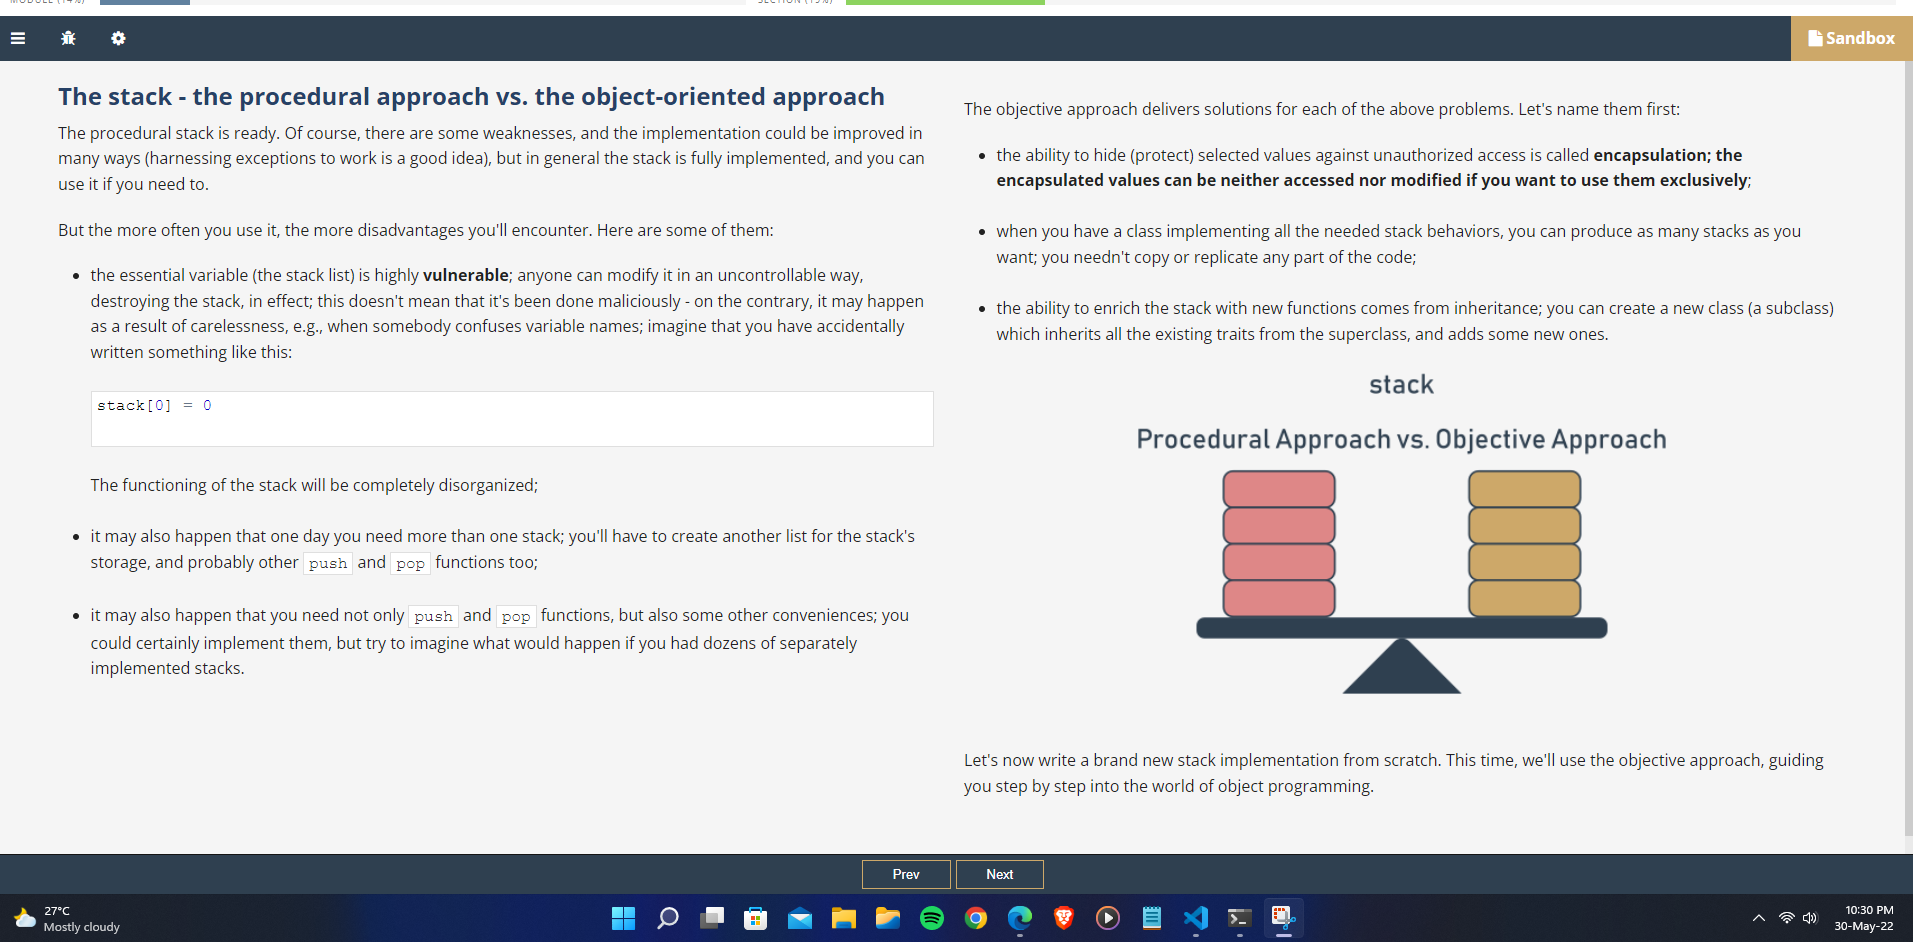 MODULE (14%)
SECTION (19%)
Sandbox
The stack - the procedural approach vs. the object-oriented approach
The procedural stack is ready. Of course, there are some weaknesses, and the implementation could be improved in
many ways (harnessing exceptions to work is a good idea), but in general the stack is fully implemented, and you can
use it if you need to.
But the more often you use it, the more disadvantages you'll encounter. Here are some of them:
• the essential variable (the stack list) is highly vulnerable; anyone can modify it in an uncontrollable way,
destroying the stack, in effect; this doesn't mean that it's been done maliciously - on the contrary, it may happen
as a result of carelessness, e.g., when somebody confuses variable names; imagine that you have accidentally
written something like this:
stack[0] = 0
The functioning of the stack will be completely disorganized;
• it may also happen that one day you need more than one stack; you'll have to create another list for the stack's
storage, and probably other push and pop functions too;
• it may also happen that you need not only push and pop functions, but also some other conveniences; you
could certainly implement them, but try to imagine what would happen if you had dozens of separately
implemented stacks.
The objective approach delivers solutions for each of the above problems. Let's name them first:
• the ability to hide (protect) selected values against unauthorized access is called encapsulation; the
encapsulated values can be neither accessed nor modified if you want to use them exclusively;
• when you have a class implementing all the needed stack behaviors, you can produce as many stacks as you
want; you needn't copy or replicate any part of the code;
• the ability to enrich the stack with new functions comes from inheritance; you can create a new class (a subclass)
which inherits all the existing traits from the superclass, and adds some new ones.
stack
Procedural Approach vs. Objective Approach
Let's now write a brand new stack implementation from scratch. This time, we'll use the objective approach, guiding
you step by step into the world of object programming.
Prev
Next
27°C
Mostly cloudy
10:30 PM
30-May-22